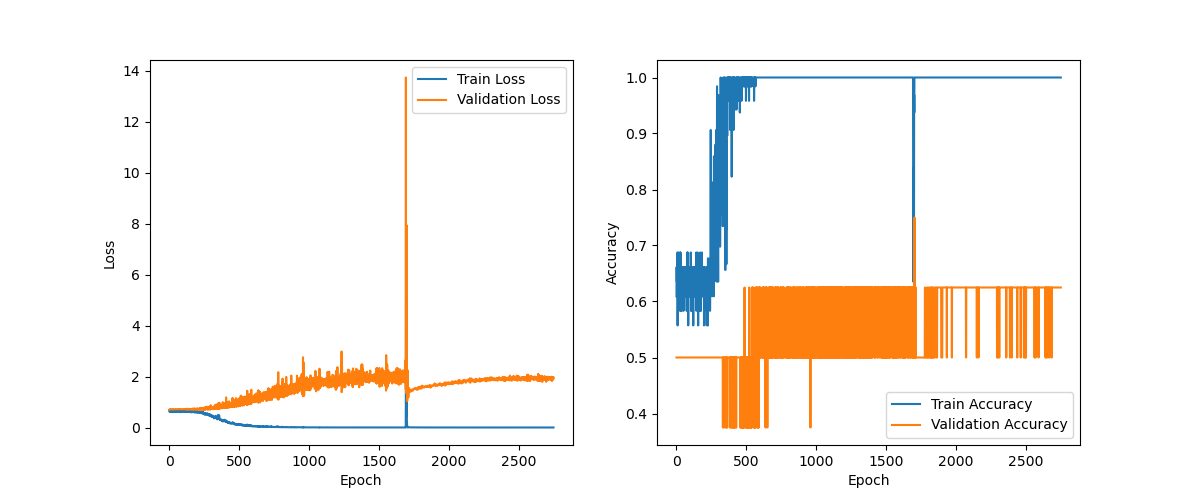 14
12
10
8
6
4
2
0
Loss
0 500 1000 1500 2000 2500
Epoch
Train Loss
Validation Loss
1.0
0.9
0.8
0.7
0.6
0.5
0.4
Accuracy
0 500 1000 1500 2000 2500
Epoch
Train Accuracy
Validation Accuracy